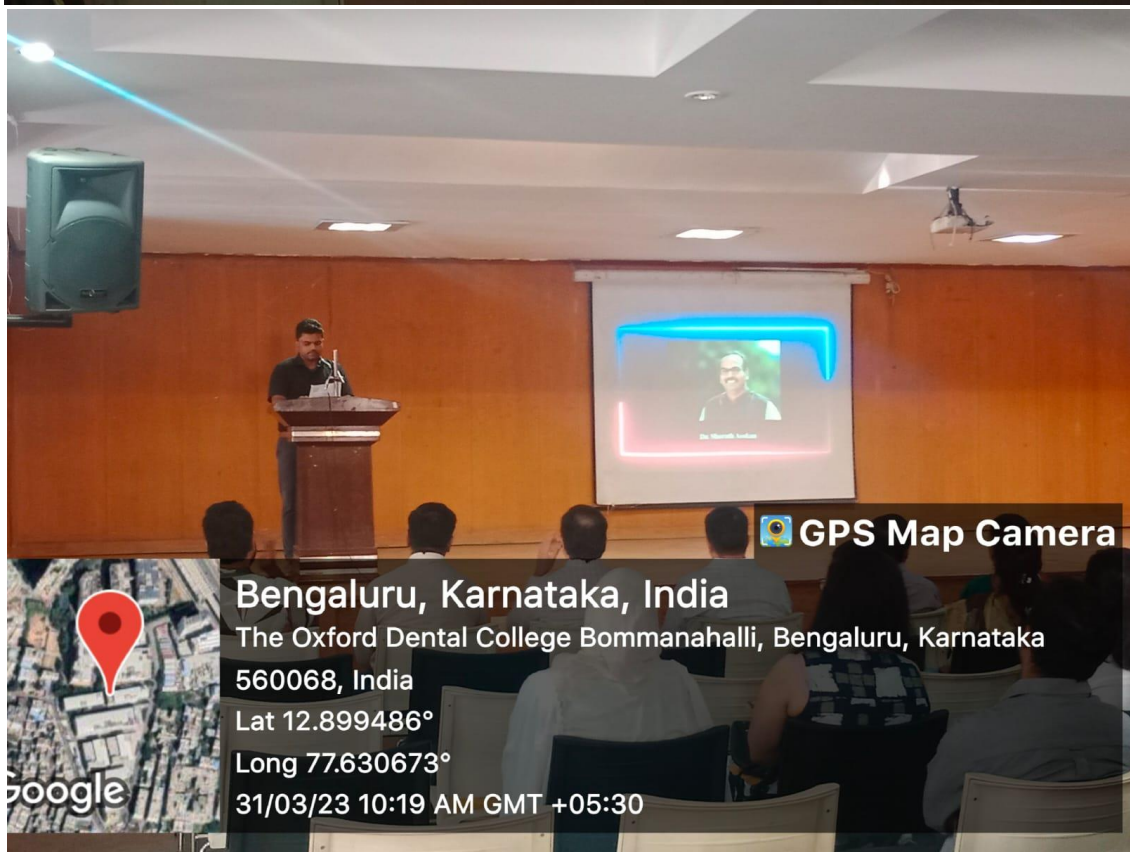 GPS Map Camera
Bengaluru, Karnataka, India
The Oxford Dental College Bommanahalli, Bengaluru, Karnataka
560068, India
Lat 12.899486°
Long 77.630673°
31/03/23 10:19 AM GMT +05:30
Google